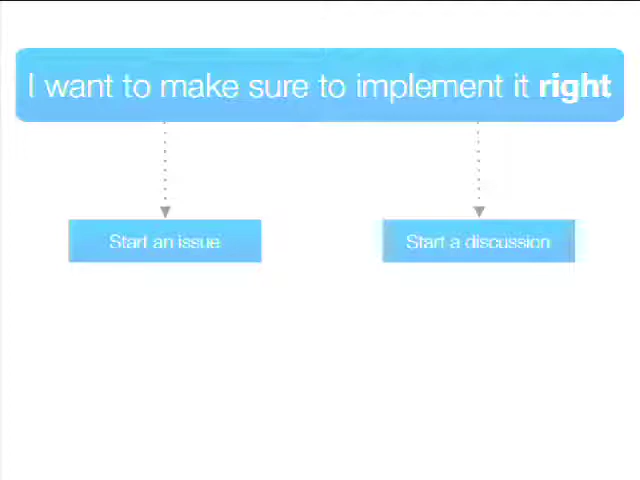 I want to make sure to implement it right
Start an issue
Start a discussion